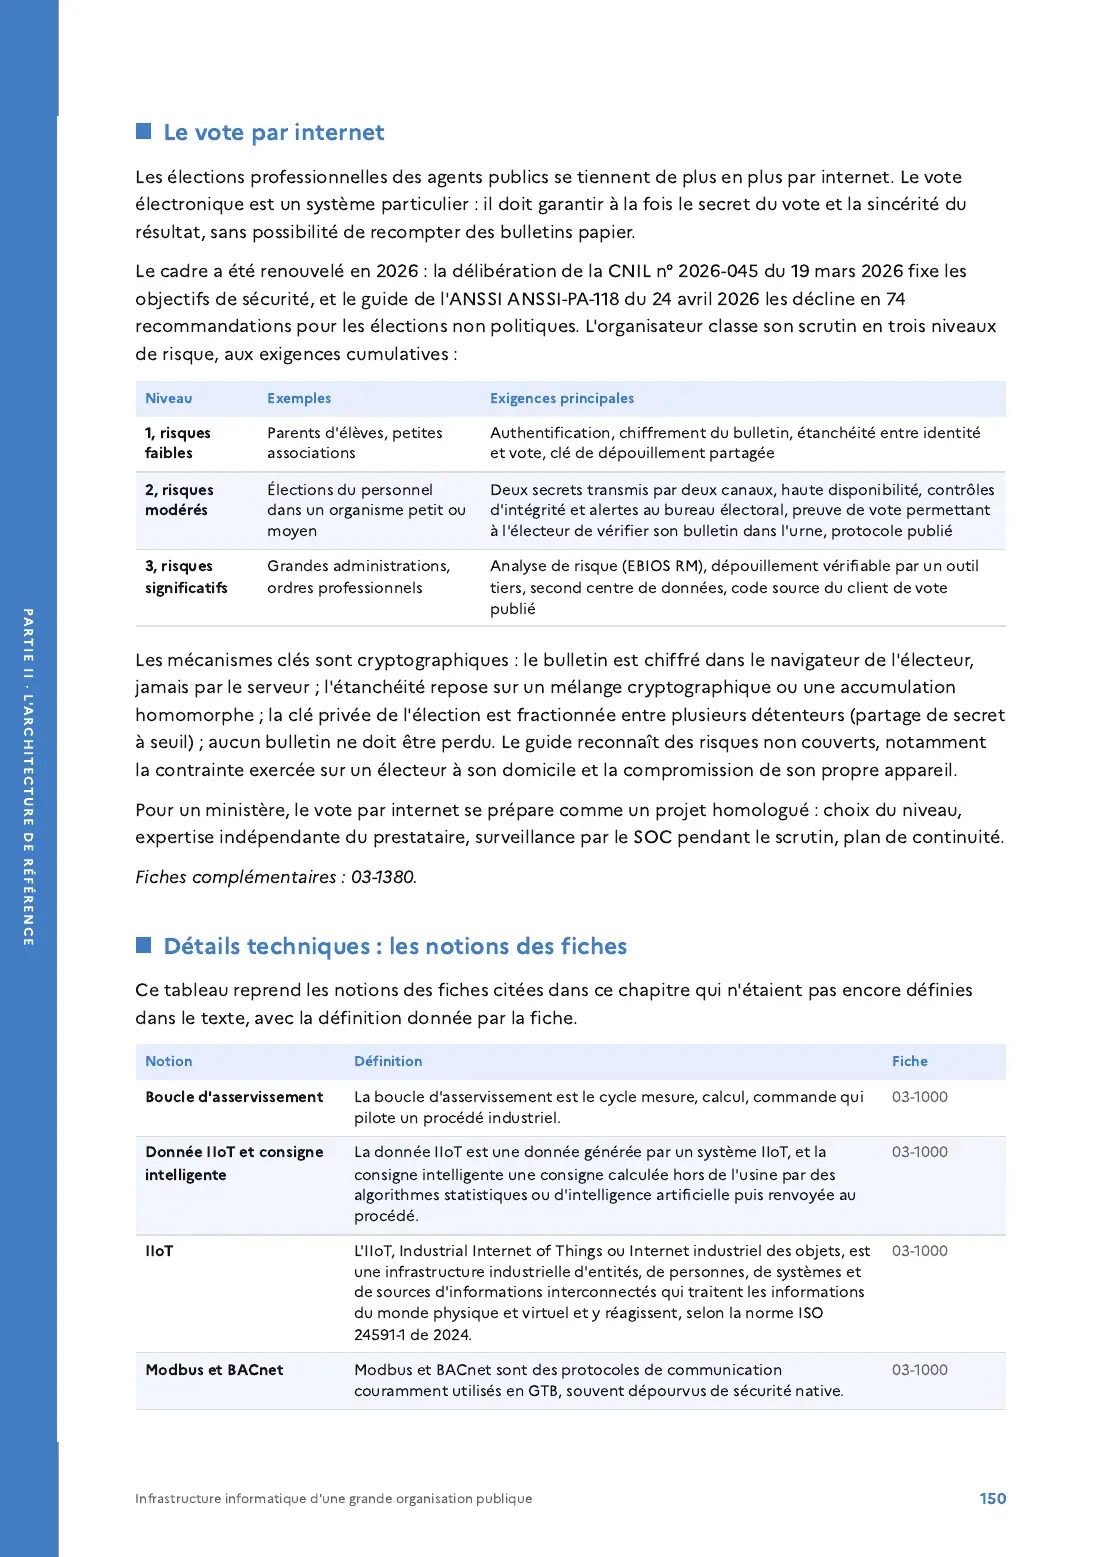 Le vote par internet
Les élections professionnelles des agents publics se tiennent de plus en plus par internet. Le vote
électronique est un système particulier : il doit garantir à la fois le secret du vote et la sincérité du
résultat, sans possibilité de recompter des bulletins papier.
Le cadre a été renouvelé en 2026 : la délibération de la CNIL n° 2026-045 du 19 mars 2026 fixe les
objectifs de sécurité, et le guide de l'ANSSI ANSSI-PA-118 du 24 avril 2026 les décline en 74
recommandations pour les élections non politiques. L'organisateur classe son scrutin en trois niveaux
de risque, aux exigences cumulatives :
Niveau Exemples Exigences principales
1, risques Parents d'élèves, petites Authentification, chiffrement du bulletin, étanchéité entre identité
faibles associations et vote, clé de dépouillement partagée
2, risques Élections du personnel Deux secrets transmis par deux canaux, haute disponibilité, contrôles
modérés dans un organisme petit ou d'intégrité et alertes au bureau électoral, preuve de vote permettant
moyen à l'électeur de vérifier son bulletin dans l'urne, protocole publié
3, risques Grandes administrations, Analyse de risque (EBIOS RM), dépouillement vérifiable par un outil
significatifs ordres professionnels tiers, second centre de données, code source du client de vote
publié
Les mécanismes clés sont cryptographiques : le bulletin est chiffré dans le navigateur de l'électeur,
jamais par le serveur ; l'étanchéité repose sur un mélange cryptographique ou une accumulation
homomorphe ; la clé privée de l'élection est fractionnée entre plusieurs détenteurs (partage de secret
à seuil) ; aucun bulletin ne doit être perdu. Le guide reconnaît des risques non couverts, notamment
la contrainte exercée sur un électeur à son domicile et la compromission de son propre appareil.
Pour un ministère, le vote par internet se prépare comme un projet homologué : choix du niveau,
expertise indépendante du prestataire, surveillance par le SOC pendant le scrutin, plan de continuité.
Fiches complémentaires : 03-1380.
Détails techniques : les notions des fiches
Ce tableau reprend les notions des fiches citées dans ce chapitre qui n'étaient pas encore définies
dans le texte, avec la définition donnée par la fiche.
Notion Définition Fiche
Boucle d'asservissement La boucle d'asservissement est le cycle mesure, calcul, commande qui 03-1000
pilote un procédé industriel.
Donnée IIoT et consigne La donnée IIoT est une donnée générée par un système IIoT, et la 03-1000
intelligente consigne intelligente une consigne calculée hors de l'usine par des
algorithmes statistiques ou d'intelligence artificielle puis renvoyée au
procédé.
IIoT L'IIoT, Industrial Internet of Things ou Internet industriel des objets, est 03-1000
une infrastructure industrielle d'entités, de personnes, de systèmes et
de sources d'informations interconnectés qui traitent les informations
du monde physique et virtuel et y réagissent, selon la norme ISO
24591-1 de 2024.
Modbus et BACnet Modbus et BACnet sont des protocoles de communication 03-1000
couramment utilisés en GTB, souvent dépourvus de sécurité native.
PARTIE II · L'ARCHITECTURE DE RÉFÉRENCE
Infrastructure informatique d'une grande organisation publique 150